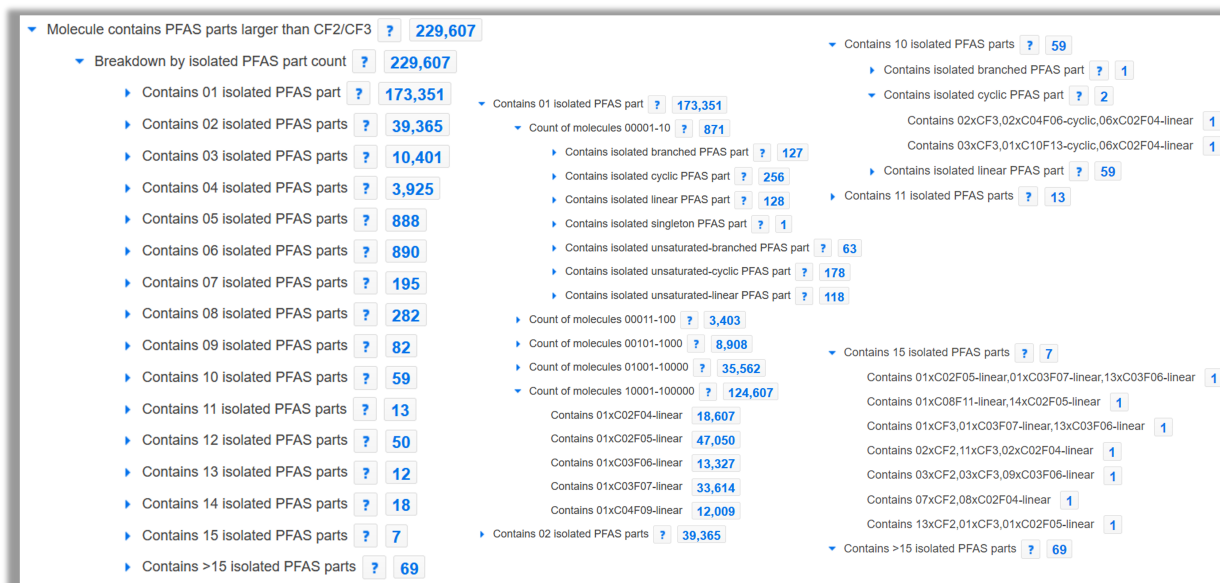 Molecule contains PFAS parts larger than CF2/CF3 ? 229,607
Breakdown by isolated PFAS part count ? 229,607
Contains 01 isolated PFAS part ? 173,351
Contains 02 isolated PFAS parts ? 39,365
Contains 03 isolated PFAS parts ? 10,401
Contains 04 isolated PFAS parts ? 3,925
Contains 05 isolated PFAS parts ? 888
Contains 06 isolated PFAS parts ? 890
Contains 07 isolated PFAS parts ? 195
Contains 08 isolated PFAS parts ? 282
Contains 09 isolated PFAS parts ? 82
Contains 10 isolated PFAS parts ? 59
Contains 11 isolated PFAS parts ? 13
Contains 12 isolated PFAS parts ? 50
Contains 13 isolated PFAS parts ? 12
Contains 14 isolated PFAS parts ? 18
Contains 15 isolated PFAS parts ? 7
Contains >15 isolated PFAS parts ? 69
Contains 01 isolated PFAS part ? 173,351
Count of molecules 00001-10 ? 871
Contains isolated branched PFAS part ? 127
Contains isolated cyclic PFAS part ? 256
Contains isolated linear PFAS part ? 128
Contains isolated singleton PFAS part ? 1
Contains isolated unsaturated-branched PFAS part ? 63
Contains isolated unsaturated-cyclic PFAS part ? 178
Contains isolated unsaturated-linear PFAS part ? 118
Count of molecules 00011-100 ? 3,403
Count of molecules 00101-1000 ? 8,908
Count of molecules 01001-10000 ? 35,562
Count of molecules 10001-100000 ? 124,607
Contains 01xC02F04-linear 18,607
Contains 01xC02F05-linear 47,050
Contains 01xC03F06-linear 13,327
Contains 01xC03F07-linear 33,614
Contains 01xC04F09-linear 12,009
Contains 02 isolated PFAS parts ? 39,365
Contains 10 isolated PFAS parts ? 59
Contains isolated branched PFAS part ? 1
Contains isolated cyclic PFAS part ? 2
Contains 02xCF3,02xC04F06-cyclic,06xC02F04-linear 1
Contains 03xCF3,01xC10F13-cyclic,06xC02F04-linear 1
Contains isolated linear PFAS part ? 59
Contains 11 isolated PFAS parts ? 13
Contains 15 isolated PFAS parts ? 7
Contains 01xC02F05-linear,01xC03F07-linear,13xC03F06-linear 1
Contains 01xC08F11-linear,14xC02F05-linear 1
Contains 01xCF3,01xC03F07-linear,13xC03F06-linear 1
Contains 02xCF2,11xCF3,02xC02F04-linear 1
Contains 03xCF2,03xCF3,09xC03F06-linear 1
Contains 07xCF2,08xC02F04-linear 1
Contains 13xCF2,01xCF3,01xC02F05-linear 1
Contains >15 isolated PFAS parts ? 69